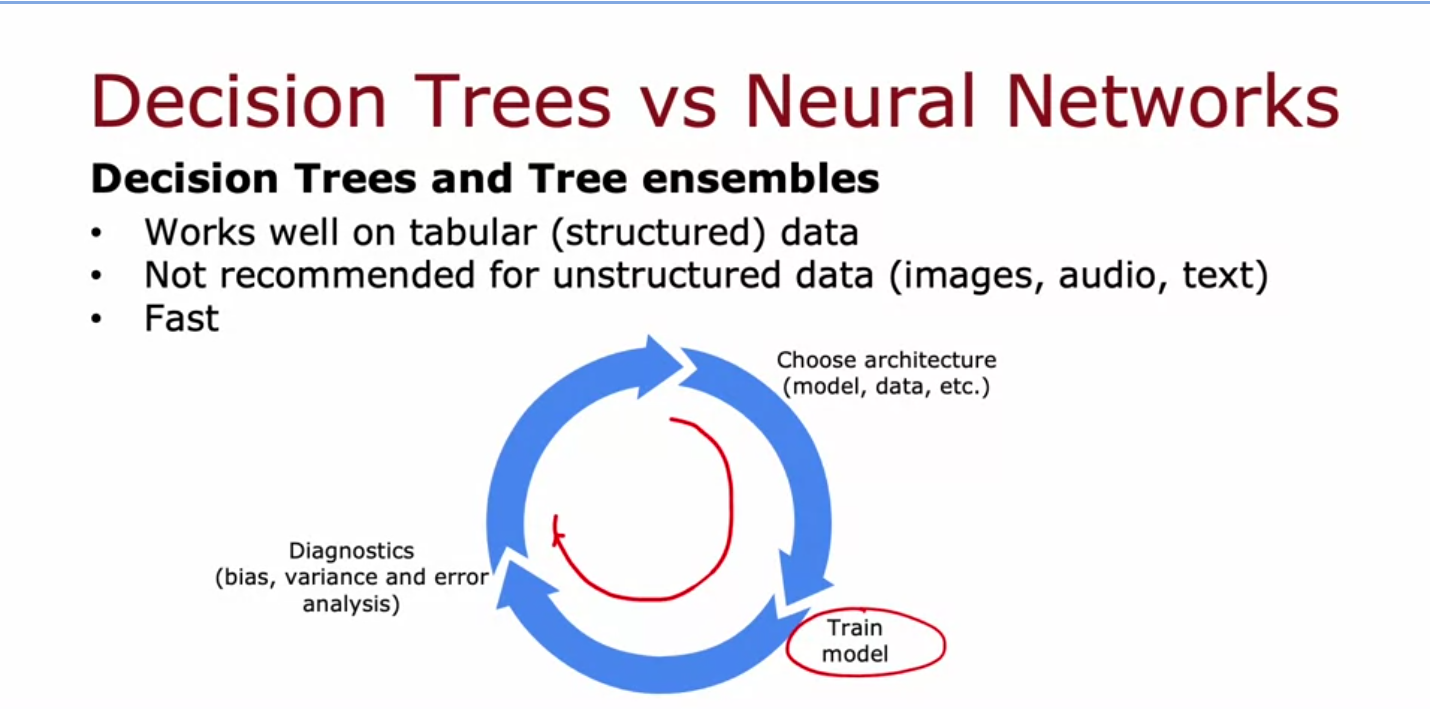 Decision Trees vs Neural Networks
Decision Trees and Tree ensembles
• Works well on tabular (structured) data
• Not recommended for unstructured data (images, audio, text)
• Fast
Choose architecture
(model, data, etc.)
Diagnostics
(bias, variance and error
analysis)
Train
model